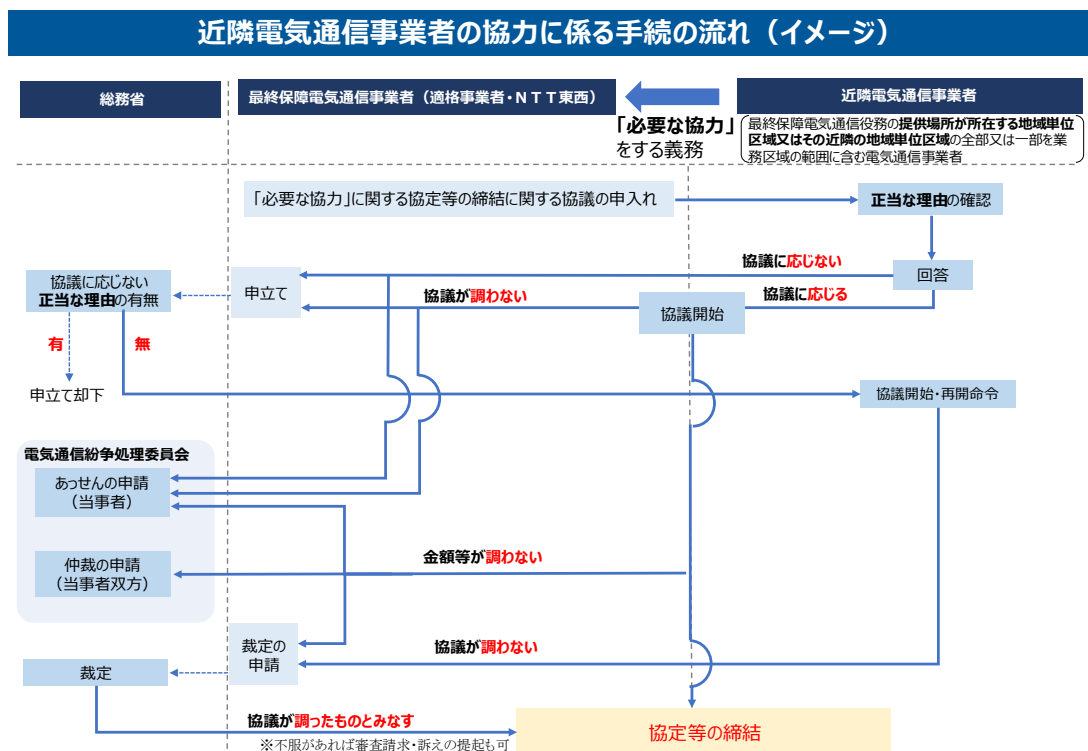 近隣電気通信事業者の協力に係る手続の流れ（イメージ）
総務省
最終保障電気通信事業者（適格事業者・NTT東西）
近隣電気通信事業者
「必要な協力」
をする義務
最終保障電気通信役務の提供場所が所在する地域単位
区域又はその近隣の地域単位区域の全部又は一部を業
務区域の範囲に含む電気通信事業者
「必要な協力」に関する協定等の締結に関する協議の申入れ
正当な理由の確認
協議に応じない
回答
協議に応じない
正当な理由の有無
申立て
協議が調わない
協議開始
協議に応じる
有
無
申立て却下
協議開始・再開命令
電気通信紛争処理委員会
あっせんの申請
（当事者）
仲裁の申請
（当事者双方）
金額等が調わない
裁定の
申請
協議が調わない
裁定
協議が調ったものとみなす
※不服があれば審査請求・訴えの提起も可
協定等の締結